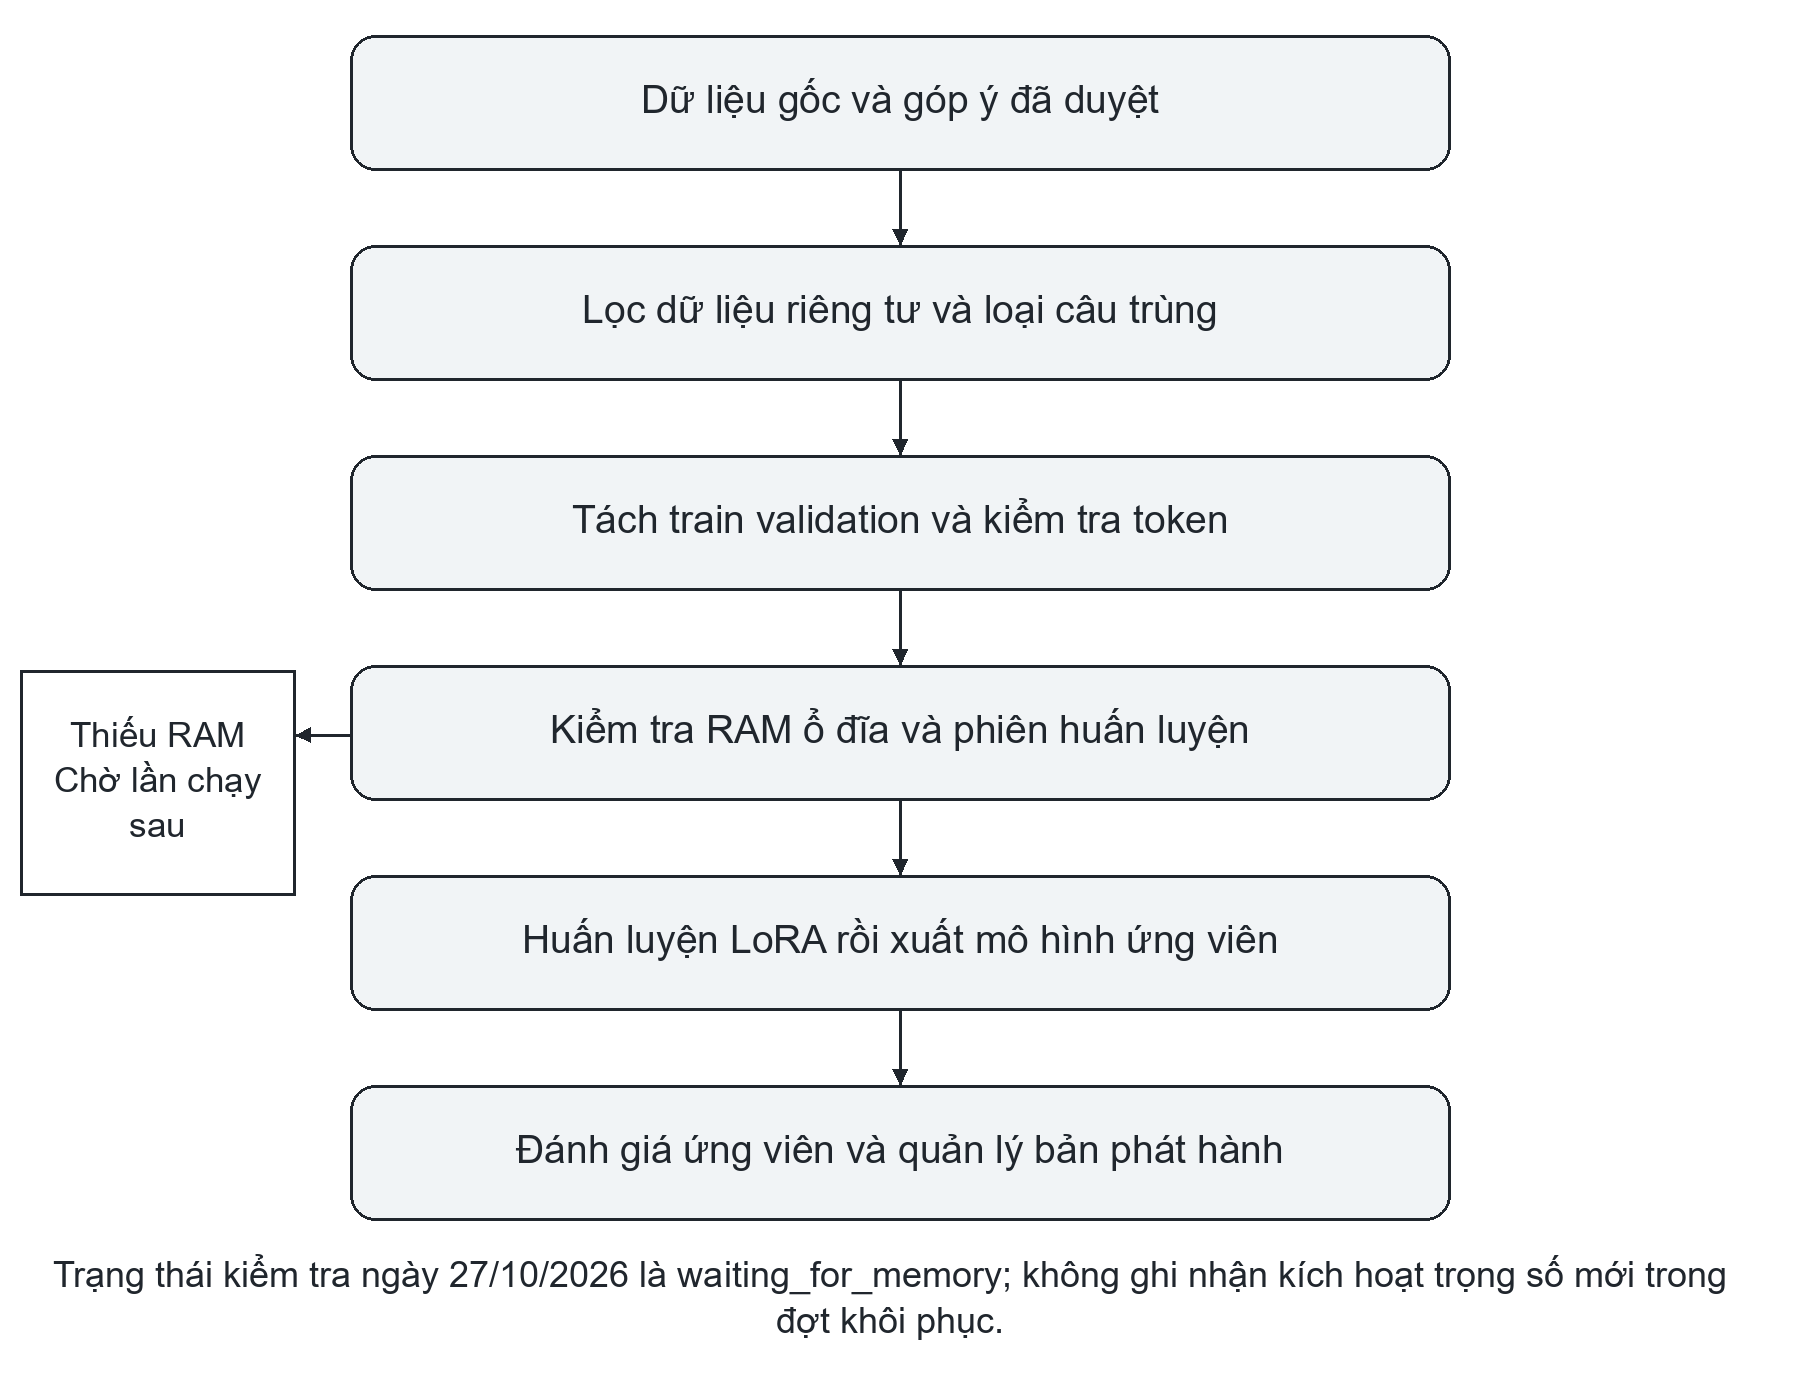 Dữ liệu gốc và góp ý đã duyệt
Lọc dữ liệu riêng tư và loại câu trùng
Tách train validation và kiểm tra token
Kiểm tra RAM ổ đĩa và phiên huấn luyện
Thiếu RAM
Chờ lần chạy
sau
Huấn luyện LoRA rồi xuất mô hình ứng viên
Đánh giá ứng viên và quản lý bản phát hành
Trạng thái kiểm tra ngày 27/10/2026 là waiting_for_memory; không ghi nhận kích hoạt trọng số mới trong
đợt khôi phục.